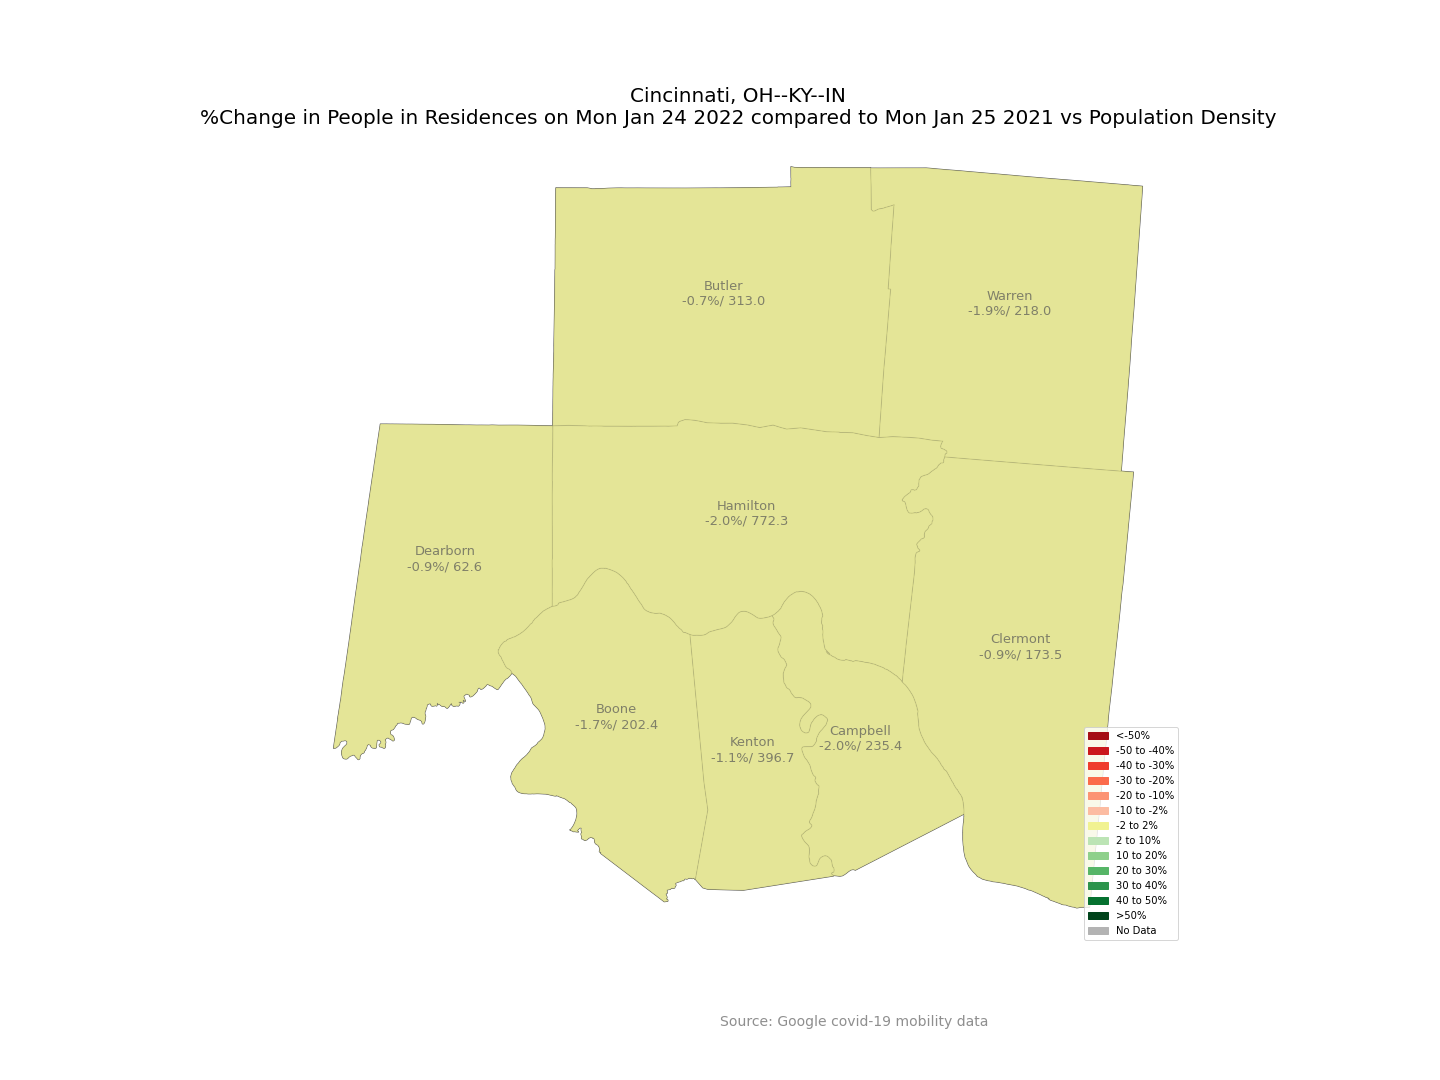 Cincinnati, OH--KY--IN
%Change in People in Residences on Mon Jan 24 2022 compared to Mon Jan 25 2021 vs Population Density
Butler
-0.7%/ 313.0
Warren
-1.9%/ 218.0
Hamilton
-2.0%/ 772.3
Dearborn
-0.9%/ 62.6
Clermont
-0.9%/ 173.5
Boone
-1.7%/ 202.4
Kenton
-1.1%/ 396.7
Campbell
-2.0%/ 235.4
<-50%
-50 to -40%
-40 to -30%
-30 to -20%
-20 to -10%
-10 to -2%
-2 to 2%
2 to 10%
10 to 20%
20 to 30%
30 to 40%
40 to 50%
>50%
No Data
Source: Google covid-19 mobility data